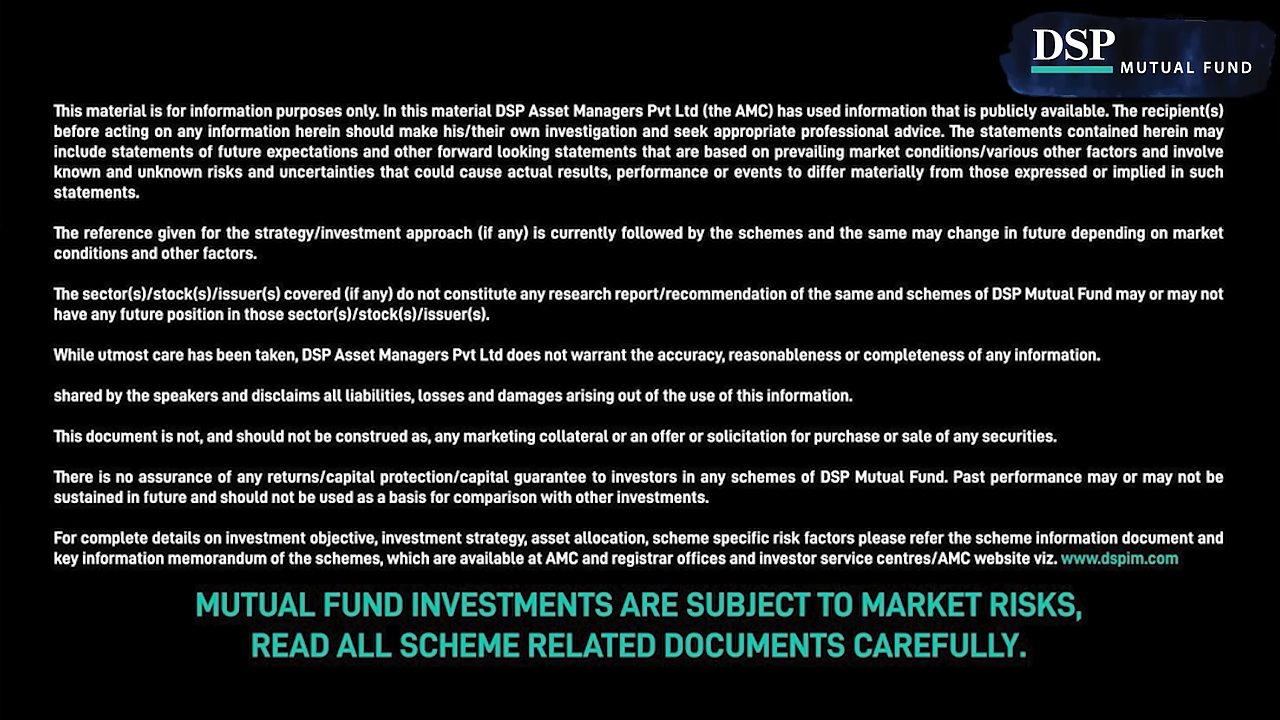 DSP
MUTUAL FUND
This material is for information purposes only. In this material DSP Asset Managers Pvt Ltd (the AMC) has used information that is publicly available. The recipient(s)
before acting on any information herein should make his/their own investigation and seek appropriate professional advice. The statements contained herein may
include statements of future expectations and other forward looking statements that are based on prevailing market conditions/various other factors and involve
known and unknown risks and uncertainties that could cause actual results, performance or events to differ materially from those expressed or implied in such
statements.
The reference given for the strategy/investment approach (if any) is currently followed by the schemes and the same may change in future depending on market
conditions and other factors.
The sector(s)/stock(s)/issuer(s) covered (if any) do not constitute any research report/recommendation of the same and schemes of DSP Mutual Fund may or may not
have any future position in those sector(s)/stock(s)/issuer(s).
While utmost care has been taken, DSP Asset Managers Pvt Ltd does not warrant the accuracy, reasonableness or completeness of any information.
shared by the speakers and disclaims all liabilities, losses and damages arising out of the use of this information.
This document is not, and should not be construed as, any marketing collateral or an offer or solicitation for purchase or sale of any securities.
There is no assurance of any returns/capital protection/capital guarantee to investors in any schemes of DSP Mutual Fund. Past performance may or may not be
sustained in future and should not be used as a basis for comparison with other investments.
For complete details on investment objective, investment strategy, asset allocation, scheme specific risk factors please refer the scheme information document and
key information memorandum of the schemes, which are available at AMC and registrar offices and investor service centres/AMC website viz. www.dspim.com
MUTUAL FUND INVESTMENTS ARE SUBJECT TO MARKET RISKS,
READ ALL SCHEME RELATED DOCUMENTS CAREFULLY.